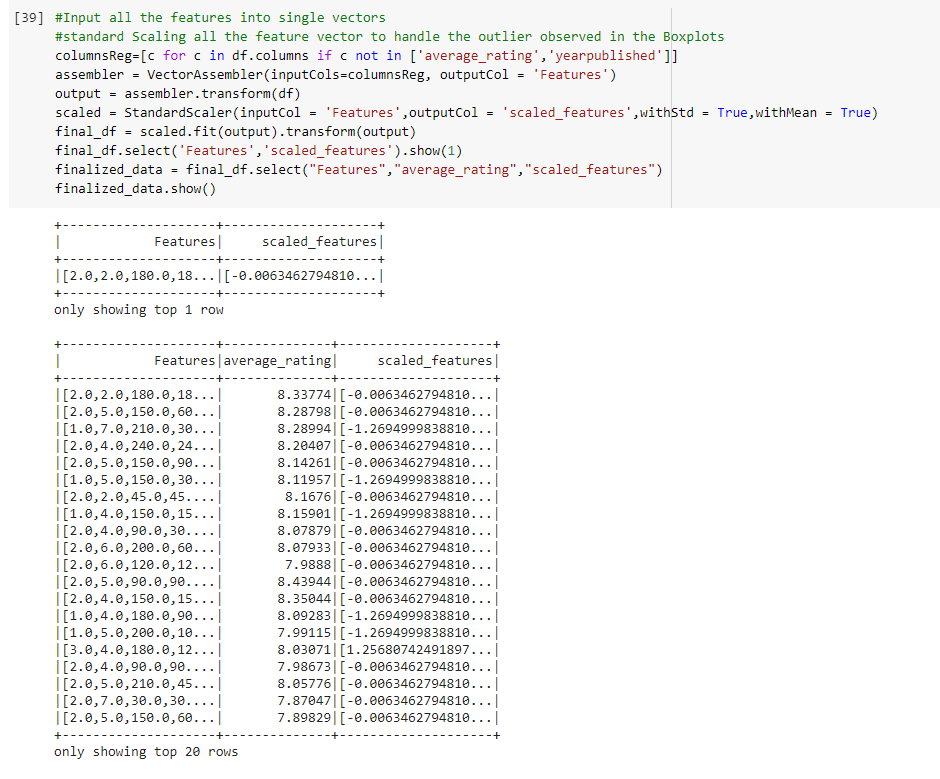 [39] #Input all the features into single vectors
#standard Scaling all the feature vector to handle the outlier observed in the Boxplots
columnsReg=[c for c in df.columns if c not in ['average_rating','yearpublished']]
assembler = VectorAssembler(inputCols=columnsReg, outputCol = 'Features')
output = assembler.transform(df)
scaled = StandardScaler(inputCol = 'Features',outputCol = 'scaled_features',withStd = True,withMean = True)
final_df = scaled.fit(output).transform(output)
final_df.select('Features','scaled_features').show(1)
finalized_data = final_df.select("Features","average_rating","scaled_features")
finalized_data.show()
+--------------------+--------------------+
|            Features|     scaled_features|
+--------------------+--------------------+
|[2.0,2.0,180.0,18...|[-0.0063462794810...|
+--------------------+--------------------+
only showing top 1 row
+--------------------+--------------+--------------------+
|            Features|average_rating|     scaled_features|
+--------------------+--------------+--------------------+
|[2.0,2.0,180.0,18...|       8.33774|[-0.0063462794810...|
|[2.0,5.0,150.0,60...|       8.28798|[-0.0063462794810...|
|[1.0,7.0,210.0,30...|       8.28994|[-1.2694999838810...|
|[2.0,4.0,240.0,24...|       8.20407|[-0.0063462794810...|
|[2.0,5.0,150.0,90...|       8.14261|[-0.0063462794810...|
|[1.0,5.0,150.0,30...|       8.11957|[-1.2694999838810...|
|[2.0,2.0,45.0,45....|        8.1676|[-0.0063462794810...|
|[1.0,4.0,150.0,15...|       8.15901|[-1.2694999838810...|
|[2.0,4.0,90.0,30....|       8.07879|[-0.0063462794810...|
|[2.0,6.0,200.0,60...|       8.07933|[-0.0063462794810...|
|[2.0,6.0,120.0,12...|        7.9888|[-0.0063462794810...|
|[2.0,5.0,90.0,90....|       8.43944|[-0.0063462794810...|
|[2.0,4.0,150.0,15...|       8.35044|[-0.0063462794810...|
|[1.0,4.0,180.0,90...|       8.09283|[-1.2694999838810...|
|[1.0,5.0,200.0,10...|       7.99115|[-1.2694999838810...|
|[3.0,4.0,180.0,12...|       8.03071|[1.25680742491897...|
|[2.0,4.0,90.0,90....|       7.98673|[-0.0063462794810...|
|[2.0,5.0,210.0,45...|       8.05776|[-0.0063462794810...|
|[2.0,7.0,30.0,30....|       7.87047|[-0.0063462794810...|
|[2.0,5.0,150.0,60...|       7.89829|[-0.0063462794810...|
+--------------------+--------------+--------------------+
only showing top 20 rows